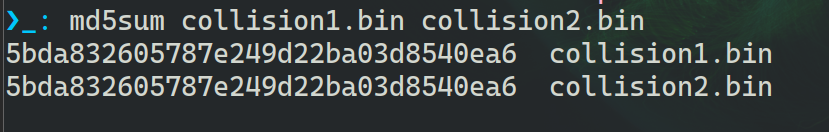 ❯_: md5sum collision1.bin collision2.bin
5bda832605787e249d22ba03d8540ea6  collision1.bin
5bda832605787e249d22ba03d8540ea6  collision2.bin